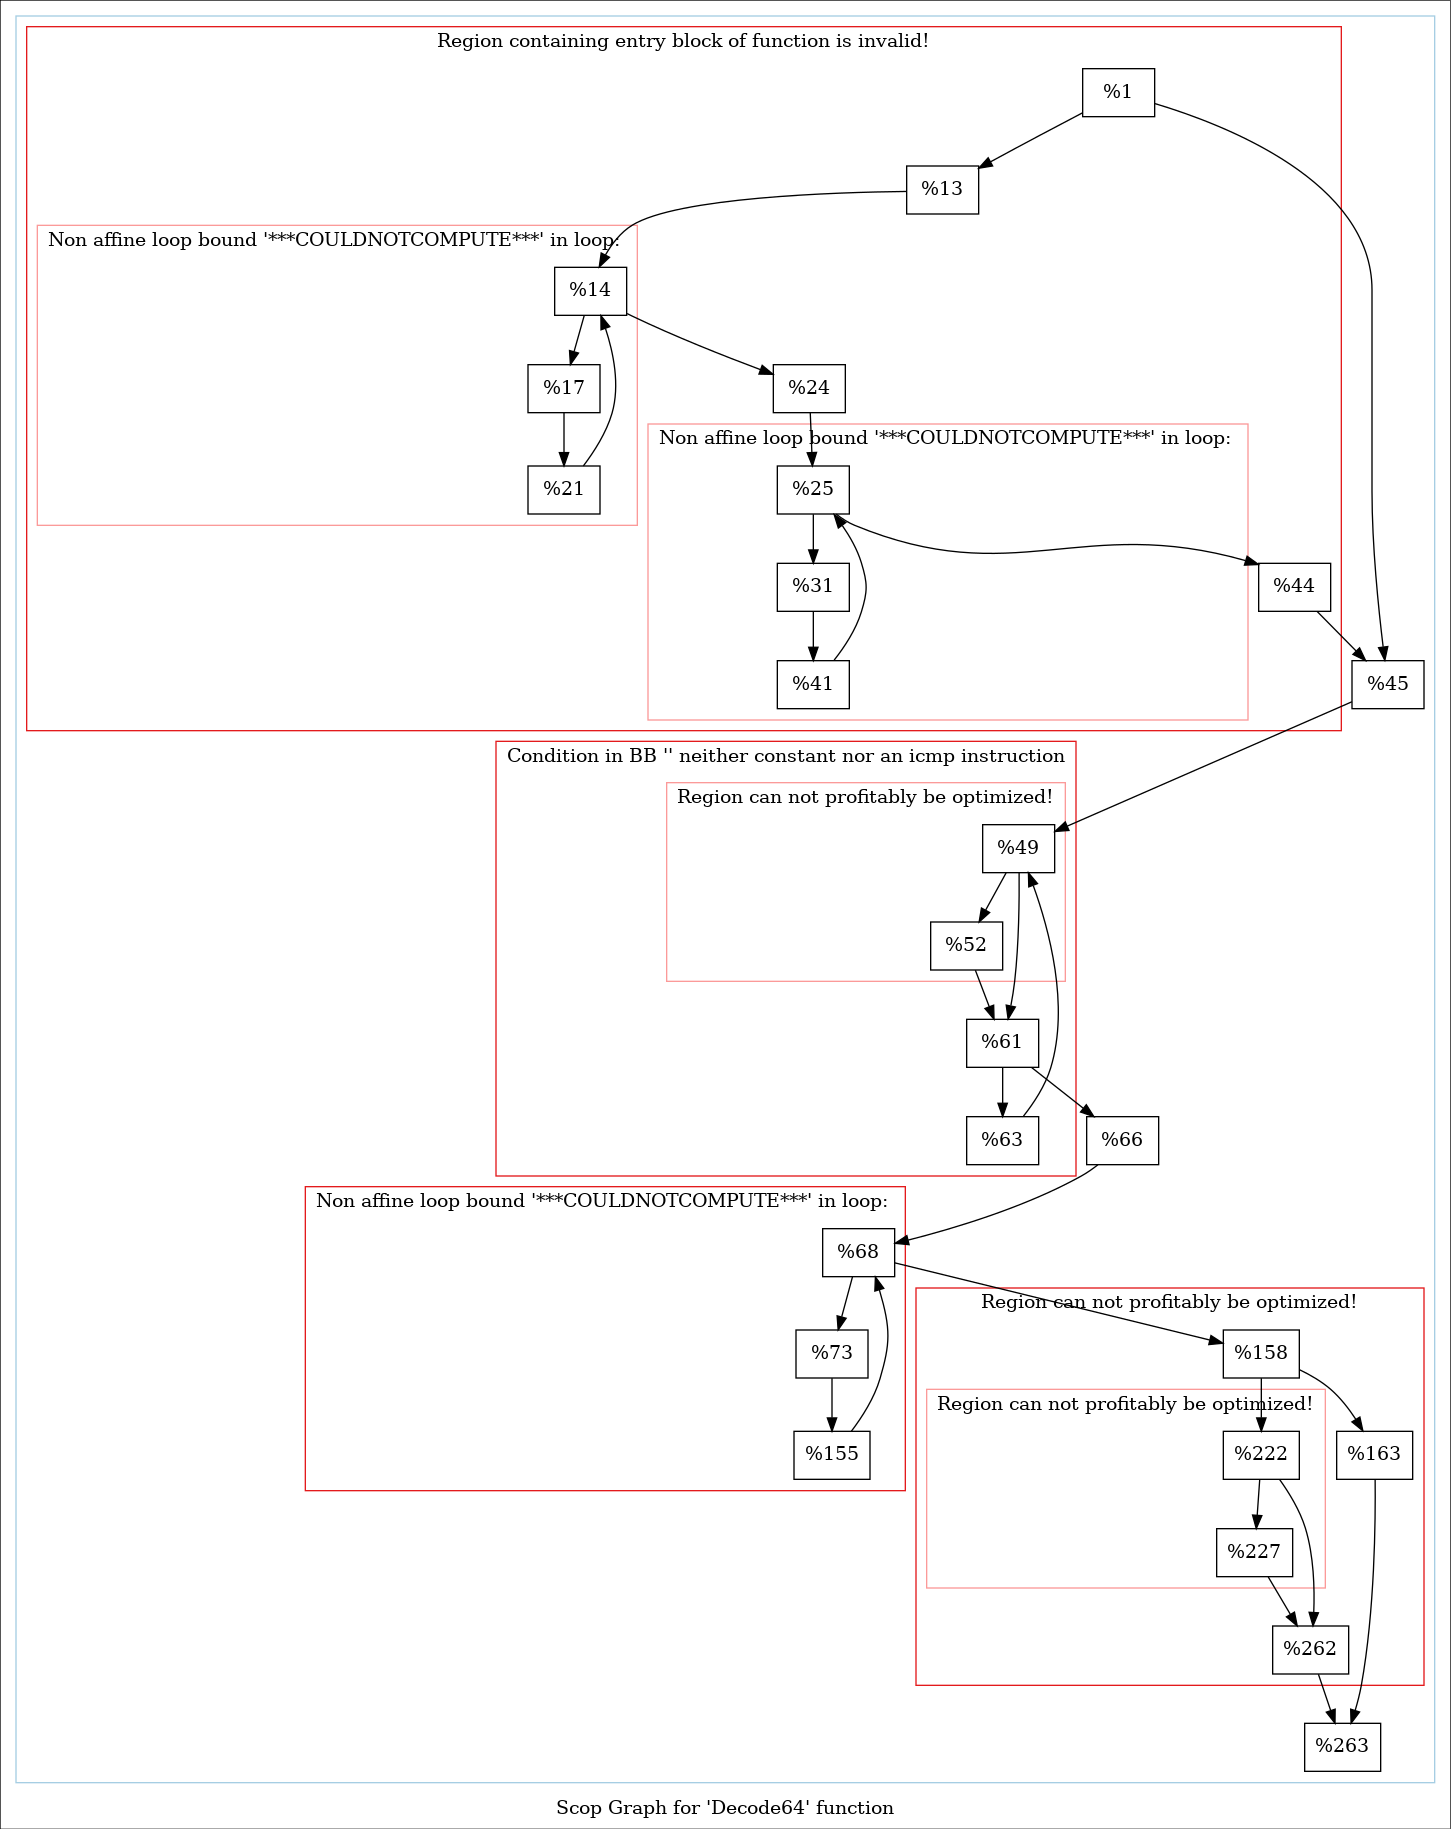 Region containing entry block of function is invalid!
%1
%13
Non affine loop bound '***COULDNOTCOMPUTE***' in loop:
%14
%17
%24
Non affine loop bound '***COULDNOTCOMPUTE***' in loop:
%21
%25
%31
%44
%41
%45
Condition in BB '' neither constant nor an icmp instruction
Region can not profitably be optimized!
%49
%52
%61
%63
%66
Non affine loop bound '***COULDNOTCOMPUTE***' in loop:
%68
Region can not profitably be optimized!
%73
%158
Region can not profitably be optimized!
%155
%222
%163
%227
%262
%263
Scop Graph for 'Decode64' function